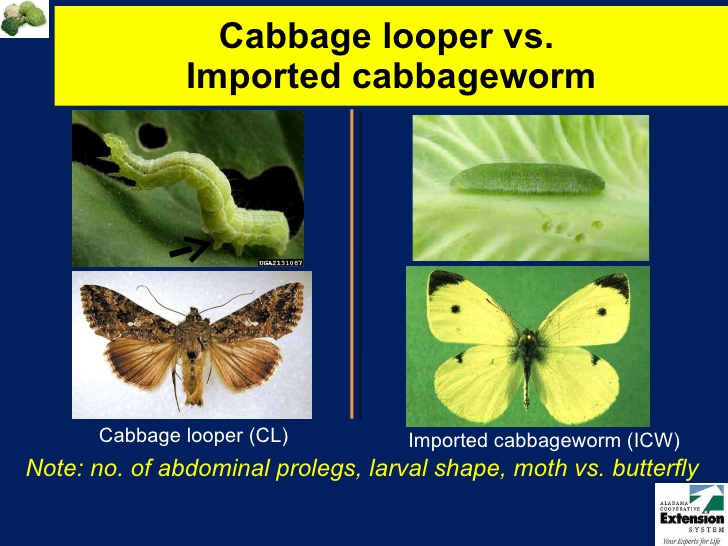 Cabbage looper vs.
Imported cabbageworm
UGA2131067
Cabbage looper (CL)
Imported cabbageworm (ICW)
Note: no. of abdominal prolegs, larval shape, moth vs. butterfly
ALABAMA
COOPERATIVE
Extension
SYSTEM
Your Experts for Life